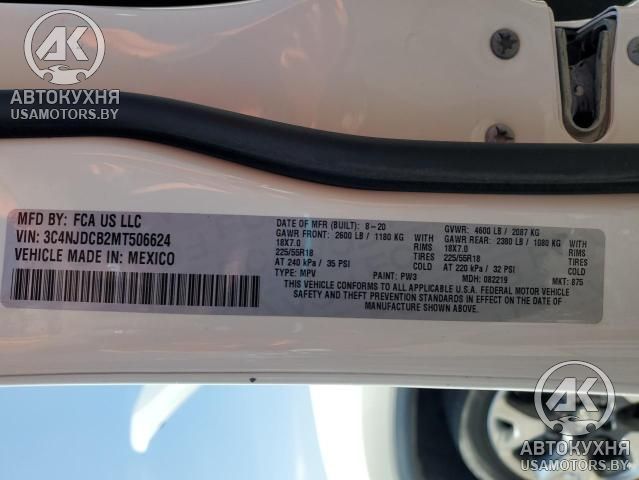 AK
АВТОКУХНЯ
USAMOTORS.BY
MFD BY: FCA US LLC
VIN: 3C4NJDCB2MT506624
VEHICLE MADE IN: MEXICO
DATE OF MFR (BUILT): 8-20 GVWR: 4600 LB / 2087 KG
GAWR FRONT: 2600 LB / 1180 KG WITH GAWR REAR: 2380 LB / 1080 KG WITH
18X7.0 RIMS 18X7.0 RIMS
225/55R18 TIRES 225/55R18 TIRES
AT 240 kPa / 35 PSI COLD AT 220 kPa / 32 PSI COLD
TYPE: MPV PAINT: PW3 MDH: 082219 MKT: 875
THIS VEHICLE CONFORMS TO ALL APPLICABLE U.S.A. FEDERAL MOTOR VEHICLE
SAFETY AND THEFT PREVENTION STANDARDS IN EFFECT ON THE DATE OF
MANUFACTURE SHOWN ABOVE.
AK
АВТОКУХНЯ
USAMOTORS.BY